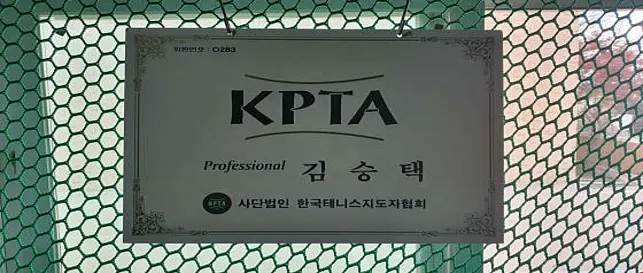 회원번호 : 0283
KPTA
Professional 김승택
KPTA 사단법인 한국테니스지도자협회